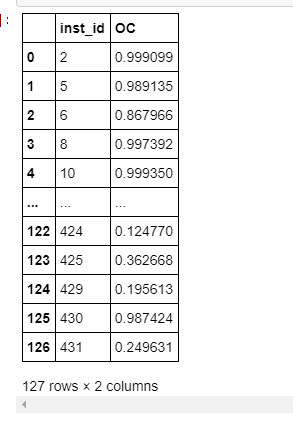 :
inst_id OC
0 2 0.999099
1 5 0.989135
2 6 0.867966
3 8 0.997392
4 10 0.999350
... ... ...
122 424 0.124770
123 425 0.362668
124 429 0.195613
125 430 0.987424
126 431 0.249631
127 rows × 2 columns